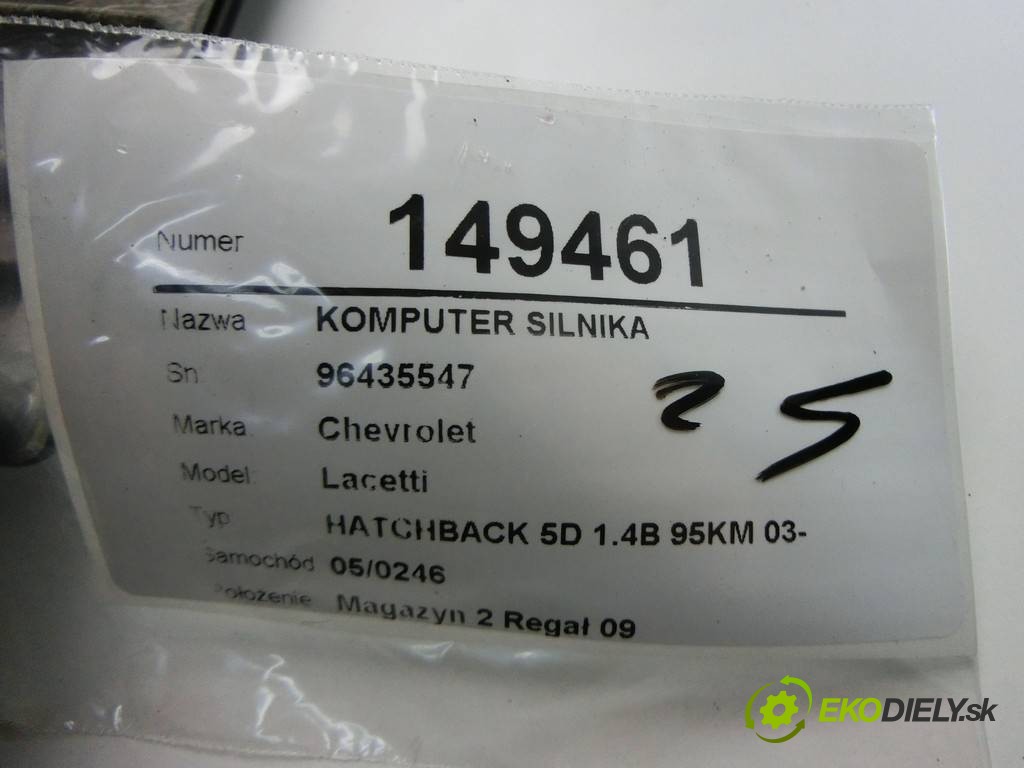 Numer 149461
Nazwa KOMPUTER SILNIKA
Sn 96435547
Marka Chevrolet
25
Model Lacetti
Typ HATCHBACK 5D 1.4B 95KM 03-
Samochód 05/0246
Położenie Magazyn 2 Regał 09
EKODIELY.sk